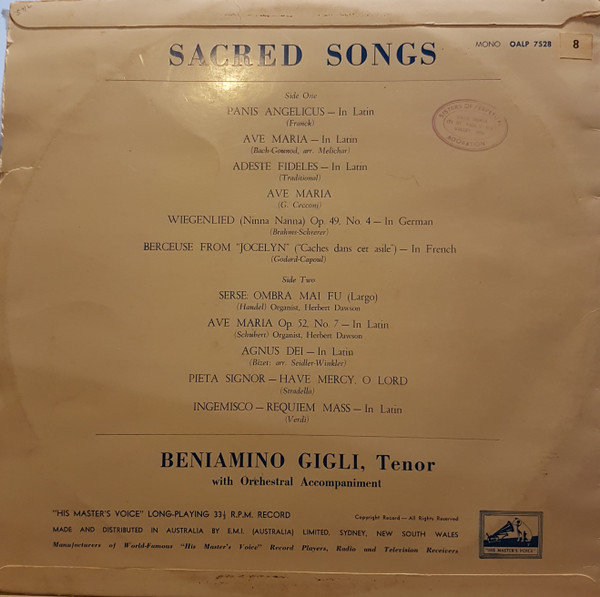 SACRED SONGS
MONO OALP 7528
8
Side One
PANIS ANGELICUS — In Latin
(Franck)
AVE MARIA — In Latin
(Bach-Gounod, arr. Melichar)
ADESTE FIDELES — In Latin
(Traditional)
AVE MARIA
(G. Cecconi)
WIEGENLIED (Ninna Nanna) Op. 49, No. 4 — In German
(Brahms-Scherer)
BERCEUSE FROM "JOCELYN" ("Caches dans cet asile") — In French
(Godard-Capoul)
Side Two
SERSE OMBRA MAI FU (Largo)
(Handel) Organist, Herbert Dawson
AVE MARIA Op 52, No. 7 — In Latin
(Schubert) Organist, Herbert Dawson
AGNUS DEI — In Latin
(Bizet: arr. Seidler-Winkler)
PIETA SIGNOR — HAVE MERCY, O LORD
(Stradella)
INGEMISCO — REQUIEM MASS — In Latin
(Verdi)
BENIAMINO GIGLI, Tenor
with Orchestral Accompaniment
"HIS MASTER'S VOICE" LONG-PLAYING 33⅓ R.P.M. RECORD
Copyright Record — All Rights Reserved
MADE AND DISTRIBUTED IN AUSTRALIA BY E.M.I. (AUSTRALIA) LIMITED, SYDNEY, NEW SOUTH WALES
Manufacturers of World-Famous "His Master's Voice" Record Players, Radio and Television Receivers
"HIS MASTER'S VOICE"
SISTERS OF
ADORATION